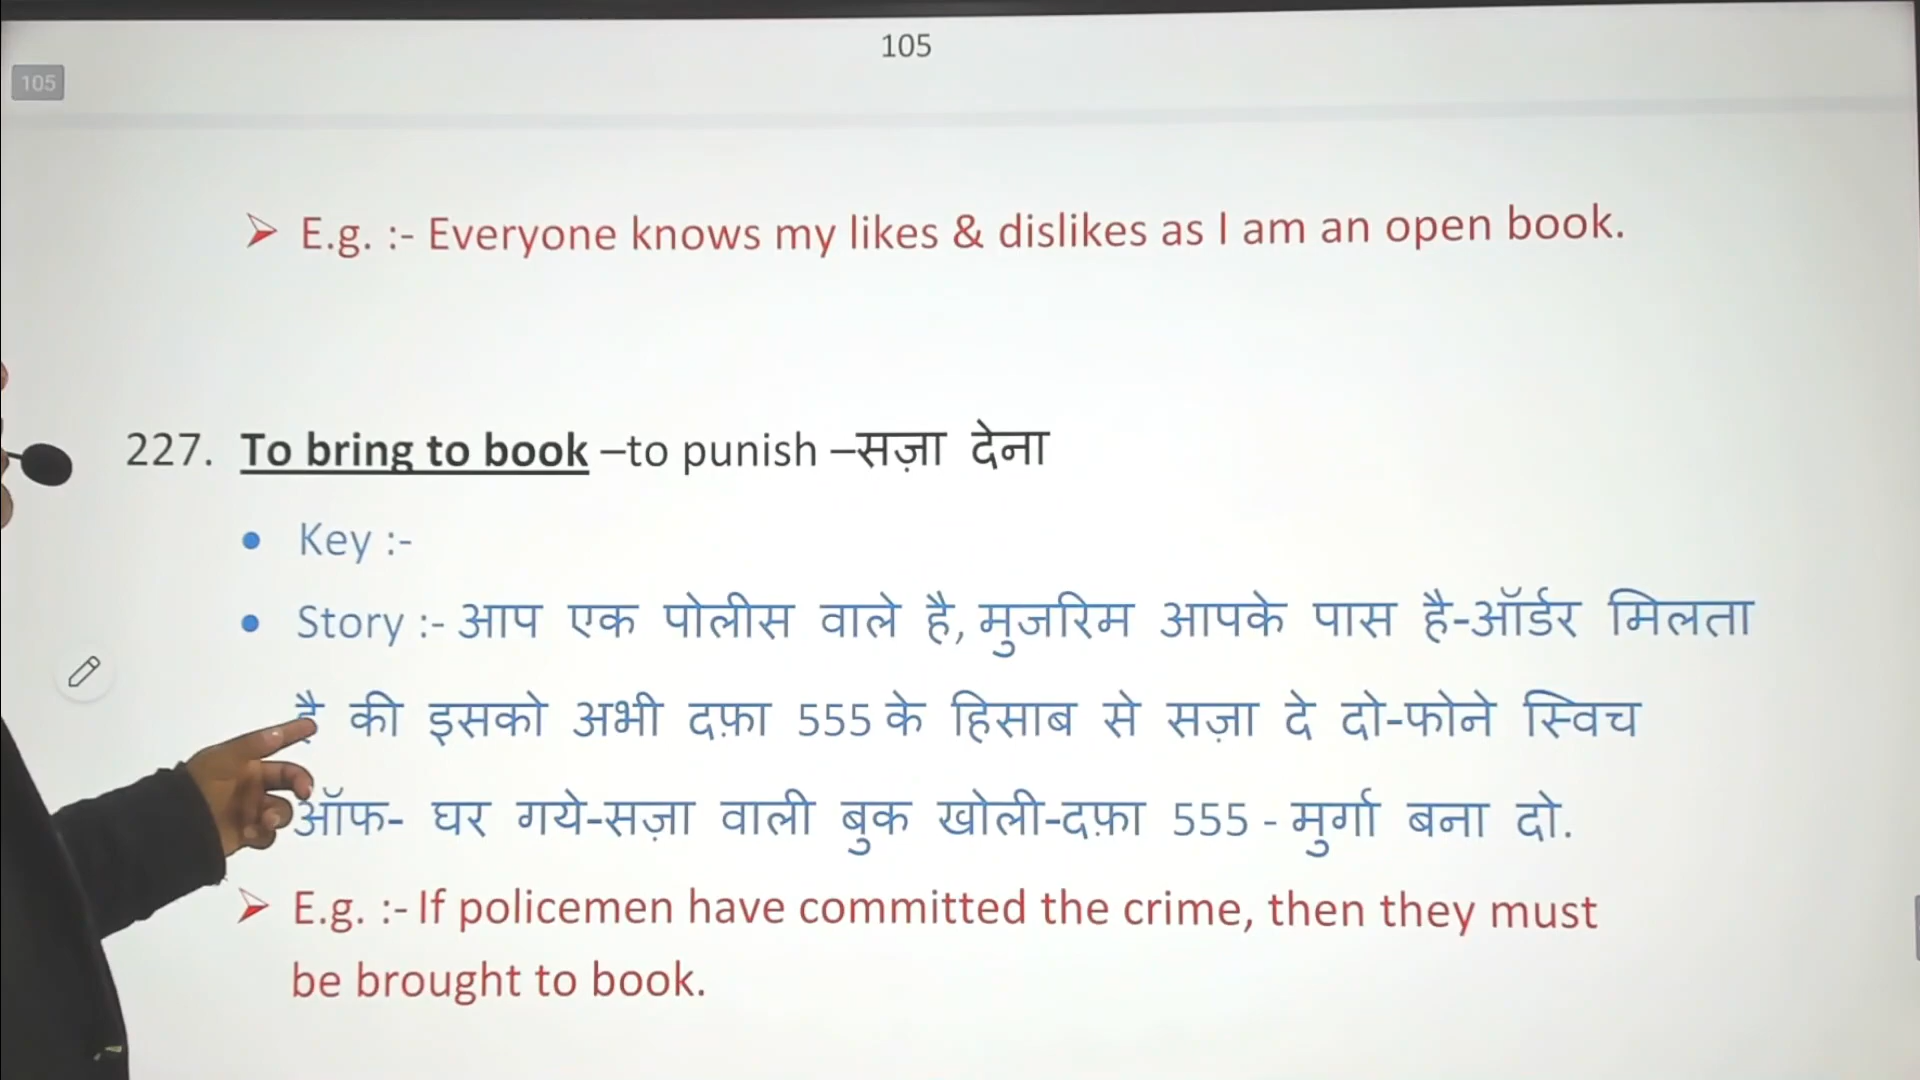 105
105
➢ E.g. :- Everyone knows my likes & dislikes as I am an open book.
227. To bring to book –to punish –सज़ा देना
• Key :-
• Story :- आप एक पोलीस वाले है, मुजरिम आपके पास है-ऑर्डर मिलता
है की इसको अभी दफ़ा 555 के हिसाब से सज़ा दे दो-फोने स्विच
ऑफ- घर गये-सज़ा वाली बुक खोली-दफ़ा 555 - मुर्गा बना दो.
➢ E.g. :- If policemen have committed the crime, then they must
be brought to book.